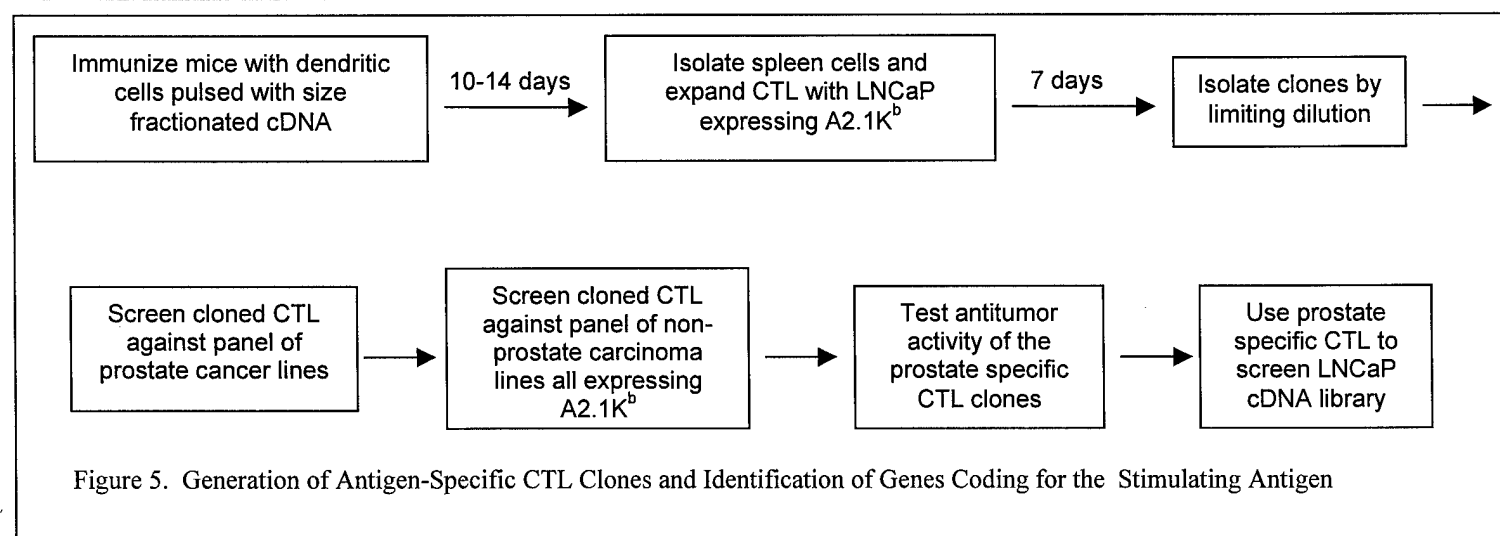 Immunize mice with dendritic
cells pulsed with size
fractionated cDNA
10-14 days
Isolate spleen cells and
expand CTL with LNCaP
expressing A2.1Kᵇ
7 days
Isolate clones by
limiting dilution
Screen cloned CTL
against panel of
prostate cancer lines
Screen cloned CTL
against panel of non-
prostate carcinoma
lines all expressing
A2.1Kᵇ
Test antitumor
activity of the
prostate specific
CTL clones
Use prostate
specific CTL to
screen LNCaP
cDNA library
Figure 5. Generation of Antigen-Specific CTL Clones and Identification of Genes Coding for the Stimulating Antigen